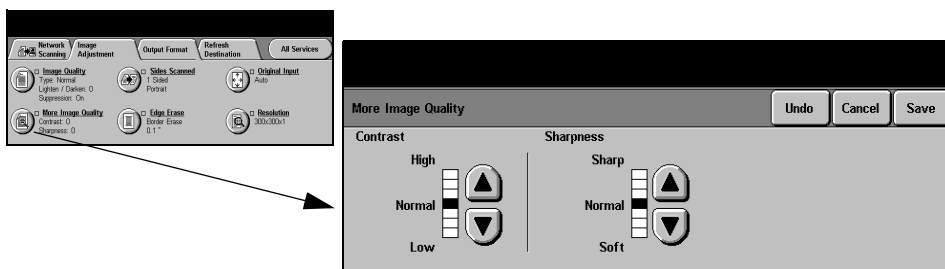 Network Scanning
Image Adjustment
Output Format
Refresh Destination
All Services
Image Quality
Type: Normal
Lighten / Darken: 0
Suppression: On
Sides Scanned
1 Sided
Portrait
Original Input
Auto
More Image Quality
Contrast: 0
Sharpness: 0
Edge Erase
Border Erase
0.1 "
Resolution
300x300x1
More Image Quality
Undo
Cancel
Save
Contrast
High
Normal
Low
Sharpness
Sharp
Normal
Soft